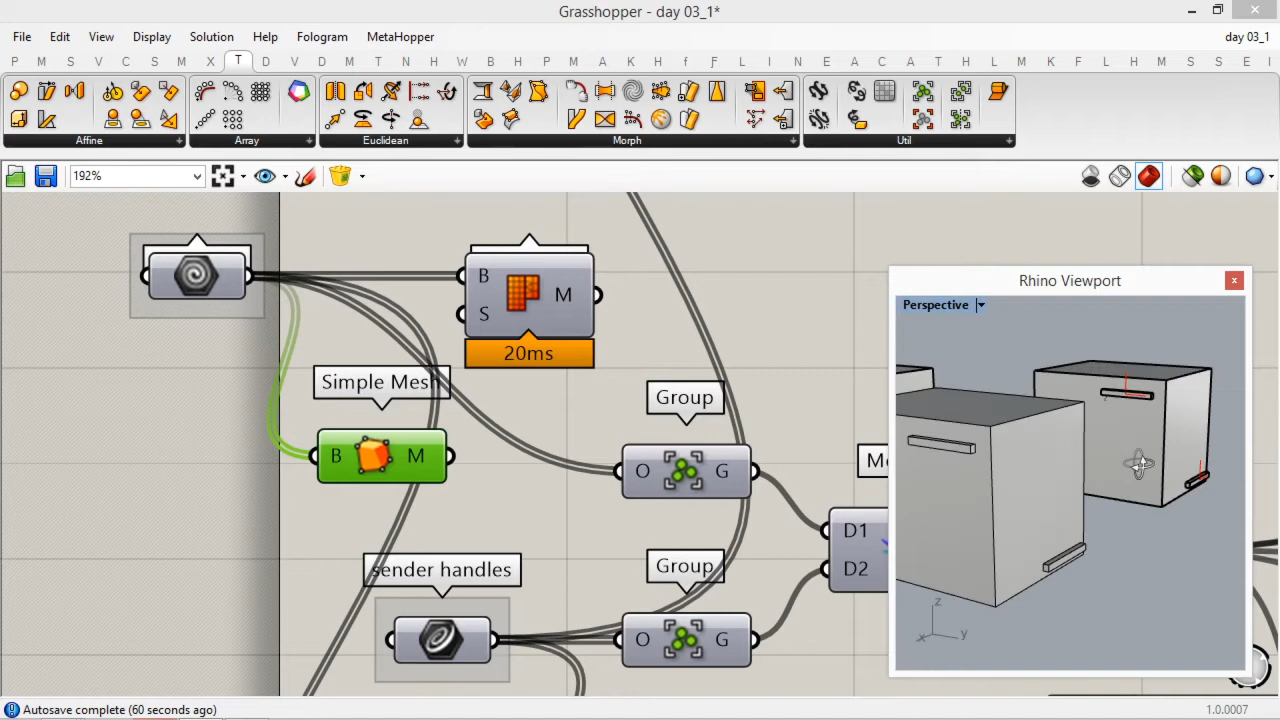 Grasshopper - day 03_1*
File Edit View Display Solution Help Fologram MetaHopper day 03_1
P M S V C S M X T D V D M T N H W B H P M A K f F L I N E A C L H L K F L H M S S E I
Affine Array Euclidean Morph Util
192%
Rhino Viewport
Perspective
B
S
M
20ms
Simple Mesh
B M
Group
O G
sender handles
Group
O G
D1
D2
z
x y
Autosave complete (60 seconds ago) 1.0.0007